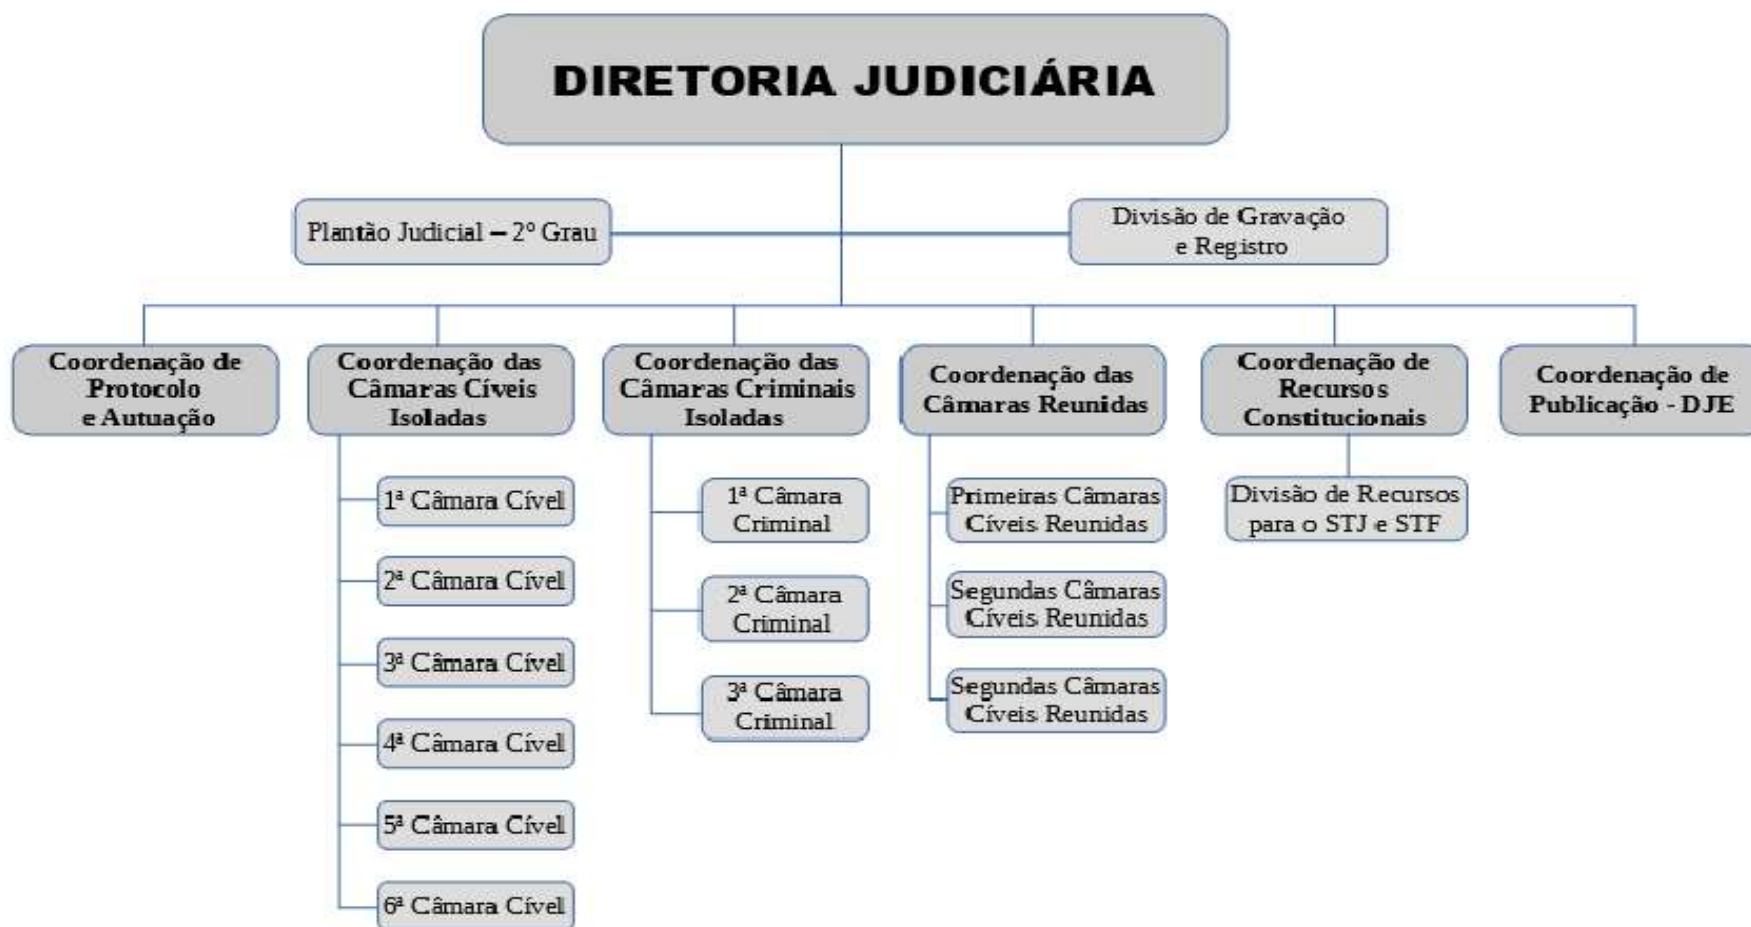 DIRETORIA JUDICIÁRIA
Plantão Judicial – 2º Grau
Divisão de Gravação
e Registro
Coordenação de
Protocolo
e Autuação
Coordenação das
Câmaras Cíveis
Isoladas
Coordenação das
Câmaras Criminais
Isoladas
Coordenação das
Câmaras Reunidas
Coordenação de
Recursos
Constitucionais
Coordenação de
Publicação - DJE
1ª Câmara Cível
2ª Câmara Cível
3ª Câmara Cível
4ª Câmara Cível
5ª Câmara Cível
6ª Câmara Cível
1ª Câmara
Criminal
2ª Câmara
Criminal
3ª Câmara
Criminal
Primeiras Câmaras
Cíveis Reunidas
Segundas Câmaras
Cíveis Reunidas
Segundas Câmaras
Cíveis Reunidas
Divisão de Recursos
para o STJ e STF